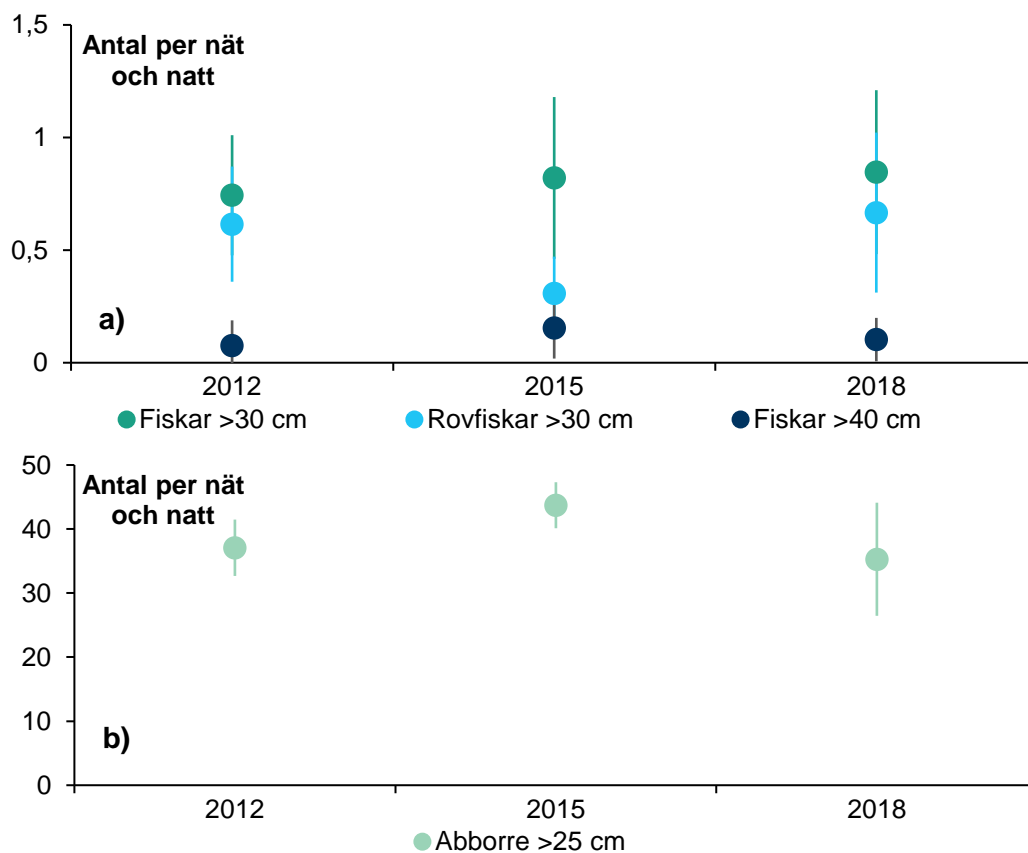 1,5
Antal per nät
och natt
1
0,5
a)
0
2012 2015 2018
Fiskar >30 cm Rovfiskar >30 cm Fiskar >40 cm
50
Antal per nät
och natt
40
30
20
10
b)
0
2012 2015 2018
Abborre >25 cm